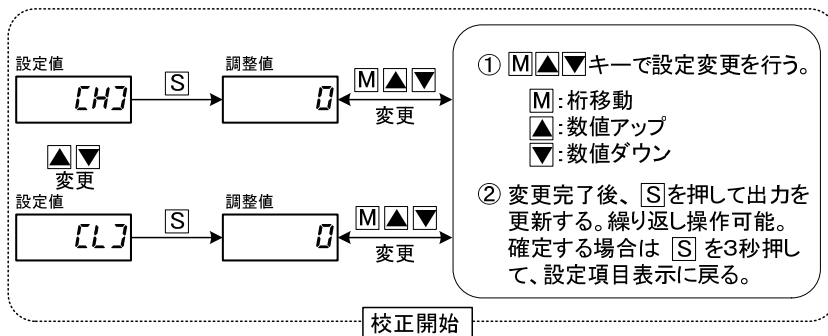 設定値
[H]
S
調整値
0
M▲▼
変更
▲▼
変更
設定値
[L]
S
調整値
0
M▲▼
変更
① M▲▼キーで設定変更を行う。
M:桁移動
▲:数値アップ
▼:数値ダウン
② 変更完了後、Sを押して出力を
更新する。繰り返し操作可能。
確定する場合は S を3秒押し
て、設定項目表示に戻る。
校正開始